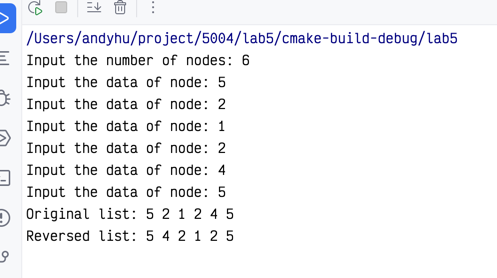 /Users/andyhu/project/5004/lab5/cmake-build-debug/lab5
Input the number of nodes: 6
Input the data of node: 5
Input the data of node: 2
Input the data of node: 1
Input the data of node: 2
Input the data of node: 4
Input the data of node: 5
Original list: 5 2 1 2 4 5
Reversed list: 5 4 2 1 2 5